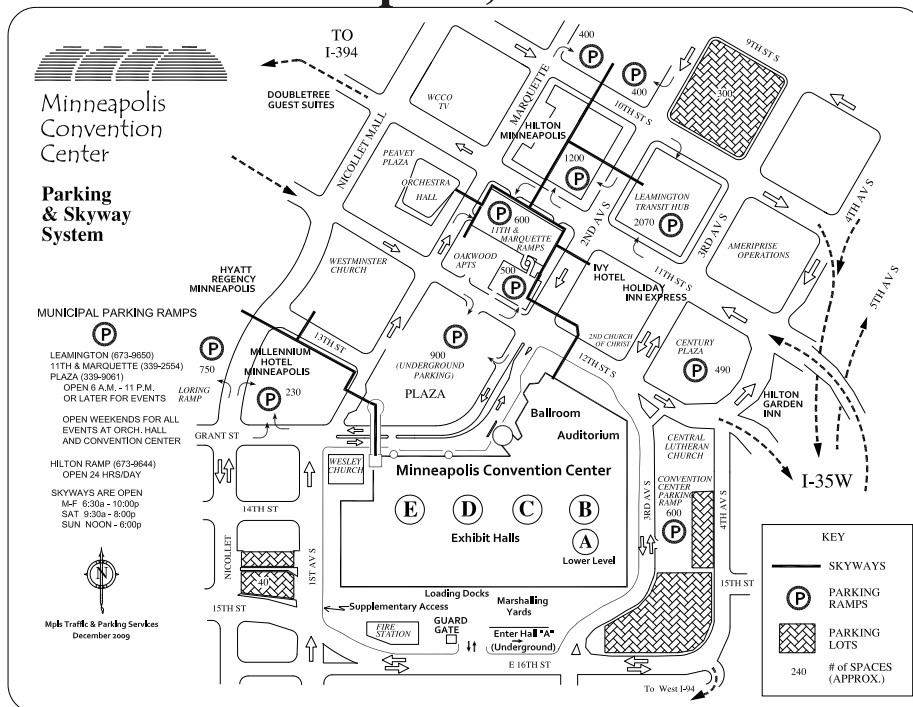 TO
I-394
400
P
P
400
9TH ST S
300
DOUBLETREE
GUEST SUITES
WCCO
TV
MARQUETTE
10TH ST S
HILTON
MINNEAPOLIS
Minneapolis
Convention
Center
Parking
& Skyway
System
NICOLLET MALL
PEAVEY
PLAZA
ORCHESTRA
HALL
1200
P
4TH AV S
LEAMINGTON
TRANSIT HUB
2070
P
P
600
11TH &
MARQUETTE
RAMPS
2ND AV S
3RD AV S
AMERIPRISE
OPERATIONS
5TH AV S
WESTMINSTER
CHURCH
OAKWOOD
APTS
500
P
IVY
HOTEL
11TH ST S
HOLIDAY
INN EXPRESS
HYATT
REGENCY
MINNEAPOLIS
MUNICIPAL PARKING RAMPS
P
LEAMINGTON (673-9650)
11TH & MARQUETTE (339-2554)
PLAZA (339-9061)
OPEN 6 A.M. - 11 P.M.
OR LATER FOR EVENTS
OPEN WEEKENDS FOR ALL
EVENTS AT ORCH. HALL
AND CONVENTION CENTER
HILTON RAMP (673-9644)
OPEN 24 HRS/DAY
SKYWAYS ARE OPEN
M-F 6:30a - 10:00p
SAT 9:30a - 8:00p
SUN NOON - 6:00p
13TH ST
P
750
LORING
RAMP
MILLENNIUM
HOTEL
MINNEAPOLIS
P
230
P
900
(UNDERGROUND
PARKING)
PLAZA
2ND CHURCH
OF CHRIST
12TH ST S
CENTURY
PLAZA
P
490
HILTON
GARDEN
INN
Ballroom
Auditorium
GRANT ST
WESLEY
CHURCH
Minneapolis Convention Center
E
D
C
B
A
Exhibit Halls
Lower Level
CENTRAL
LUTHERAN
CHURCH
CONVENTION
CENTER
PARKING
RAMP
600
P
3RD AV S
4TH AV S
I-35W
14TH ST
NICOLLET
40
1ST AV S
15TH ST
15TH ST
N
Mpls Traffic & Parking Services
December 2009
Loading Docks
Supplementary Access
Marshalling
Yards
FIRE
STATION
GUARD
GATE
Enter Hall "A"
(Underground)
E 16TH ST
To West I-94
KEY
SKYWAYS
P
PARKING
RAMPS
PARKING
LOTS
240
# of SPACES
(APPROX.)